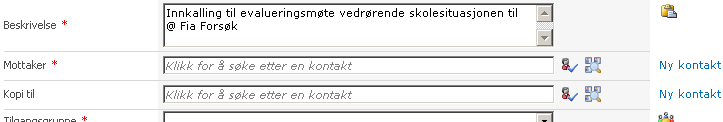 Beskrivelse *
Innkalling til evalueringsmøte vedrørende skolesituasjonen til
@ Fia Forsøk
Mottaker * Klikk for å søke etter en kontakt Ny kontakt
Kopi til Klikk for å søke etter en kontakt Ny kontakt
Tilgangsgruppe *